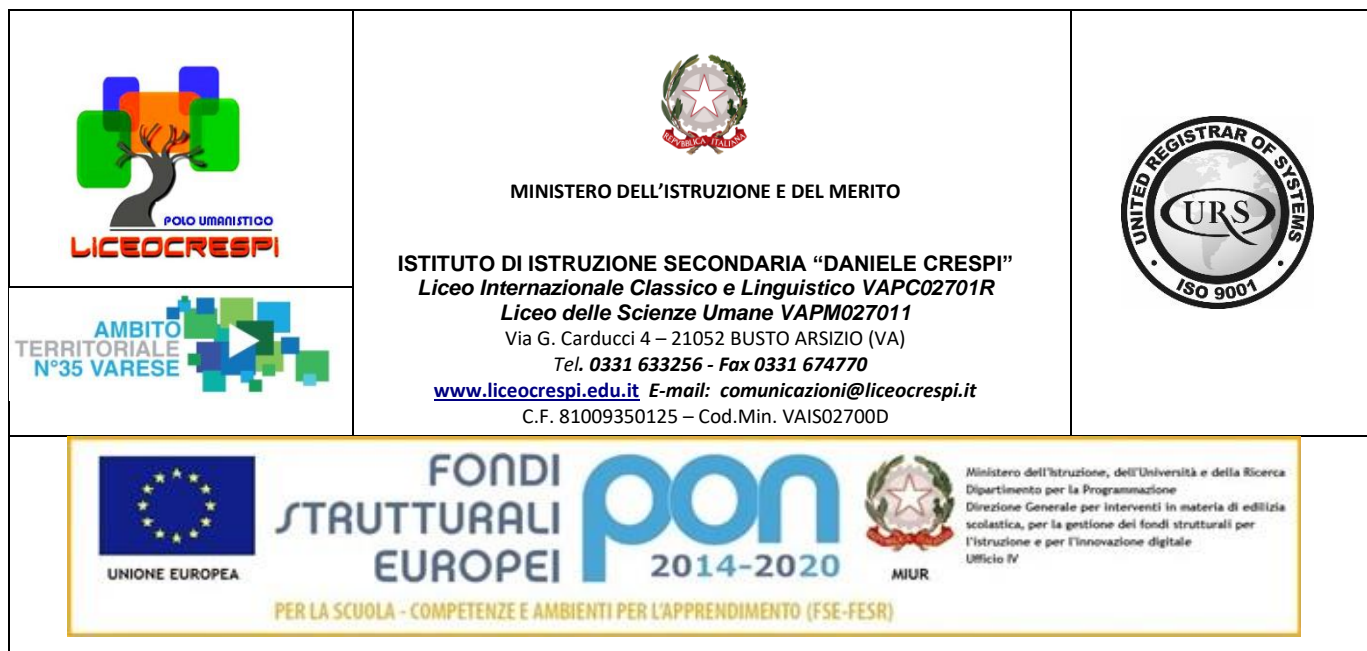 POLO UMANISTICO
LICEOCRESPI
AMBITO
TERRITORIALE
N°35 VARESE
REPVBBLICA ITALIANA
MINISTERO DELL’ISTRUZIONE E DEL MERITO
ISTITUTO DI ISTRUZIONE SECONDARIA “DANIELE CRESPI”
Liceo Internazionale Classico e Linguistico VAPC02701R
Liceo delle Scienze Umane VAPM027011
Via G. Carducci 4 – 21052 BUSTO ARSIZIO (VA)
Tel. 0331 633256 - Fax 0331 674770
www.liceocrespi.edu.it E-mail: comunicazioni@liceocrespi.it
C.F. 81009350125 – Cod.Min. VAIS02700D
UNITED REGISTRAR OF SYSTEMS
URS
ISO 9001
UNIONE EUROPEA
FONDI
STRUTTURALI
EUROPEI
pon
2014-2020
MIUR
Ministero dell'Istruzione, dell'Università e della Ricerca
Dipartimento per la Programmazione
Direzione Generale per interventi in materia di edilizia
scolastica, per la gestione dei fondi strutturali per
l'istruzione e per l'innovazione digitale
Ufficio IV
PER LA SCUOLA - COMPETENZE E AMBIENTI PER L'APPRENDIMENTO (FSE-FESR)